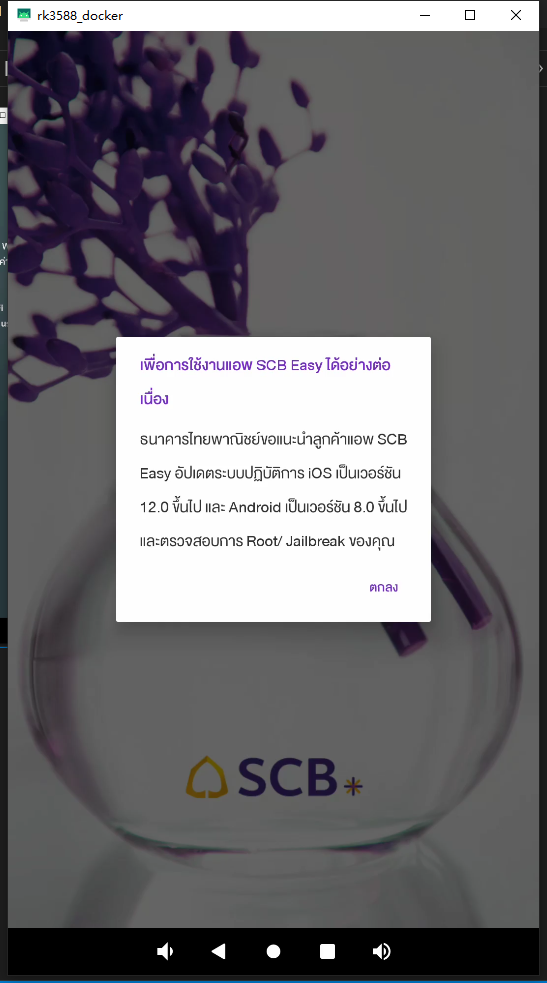 rk3588_docker
เพื่อการใช้งานแอพ SCB Easy ได้อย่างต่อ
เนื่อง
ธนาคารไทยพาณิชย์ขอแนะนำลูกค้าแอพ SCB
Easy อัปเดตระบบปฏิบัติการ iOS เป็นเวอร์ชัน
12.0 ขึ้นไป และ Android เป็นเวอร์ชัน 8.0 ขึ้นไป
และตรวจสอบการ Root/ Jailbreak ของคุณ
ตกลง
SCB